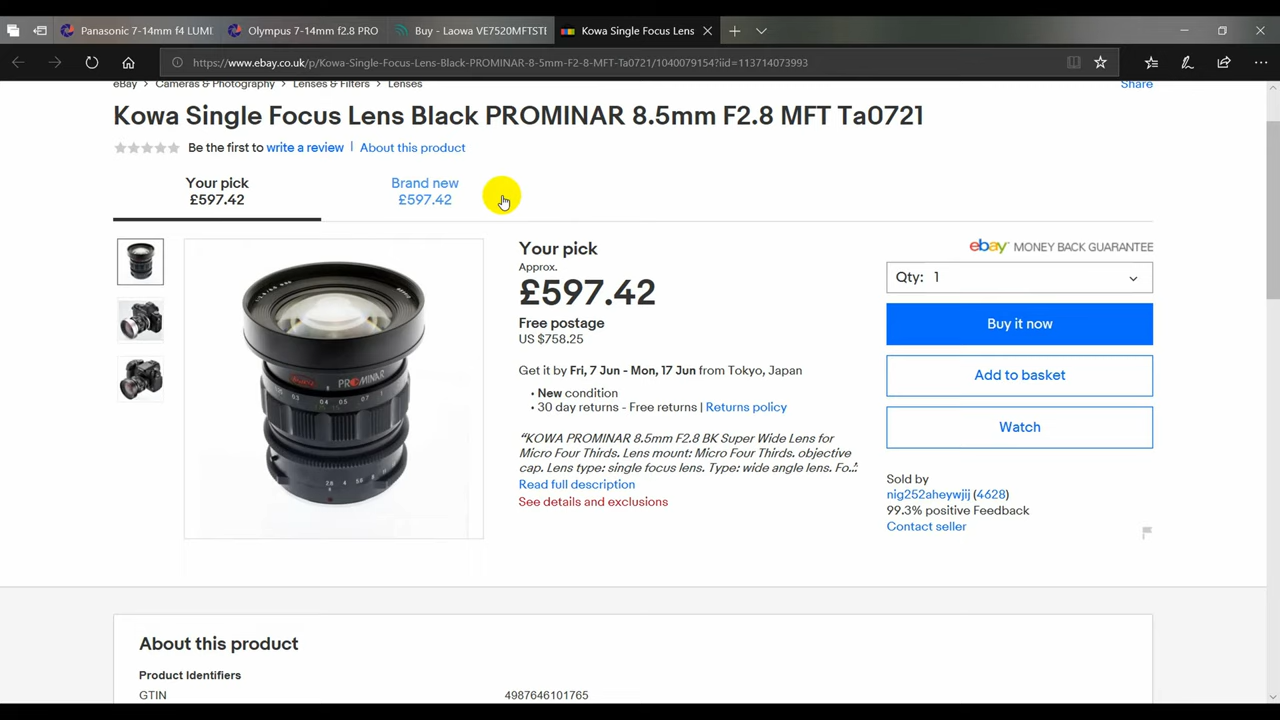 Panasonic 7-14mm f4 LUMI
Olympus 7-14mm f2.8 PRO
Buy - Laowa VE7520MFTSTE
Kowa Single Focus Lens
https://www.ebay.co.uk/p/Kowa-Single-Focus-Lens-Black-PROMINAR-8-5mm-F2-8-MFT-Ta0721/1040079154?iid=113714073993
eBay > Cameras & Photography > Lenses & Filters > Lenses
Share
Kowa Single Focus Lens Black PROMINAR 8.5mm F2.8 MFT Ta0721
Be the first to write a review | About this product
Your pick
£597.42
Brand new
£597.42
Your pick
Approx.
£597.42
Free postage
US $758.25
Get it by Fri, 7 Jun - Mon, 17 Jun from Tokyo, Japan
• New condition
• 30 day returns - Free returns | Returns policy
“KOWA PROMINAR 8.5mm F2.8 BK Super Wide Lens for
Micro Four Thirds. Lens mount: Micro Four Thirds. objective
cap. Lens type: single focus lens. Type: wide angle lens. Fo...”
Read full description
See details and exclusions
ebay MONEY BACK GUARANTEE
Qty: 1
Buy it now
Add to basket
Watch
Sold by
nig252aheywjij (4628)
99.3% positive Feedback
Contact seller
Kowa PROMINAR
About this product
Product Identifiers
GTIN 4987646101765